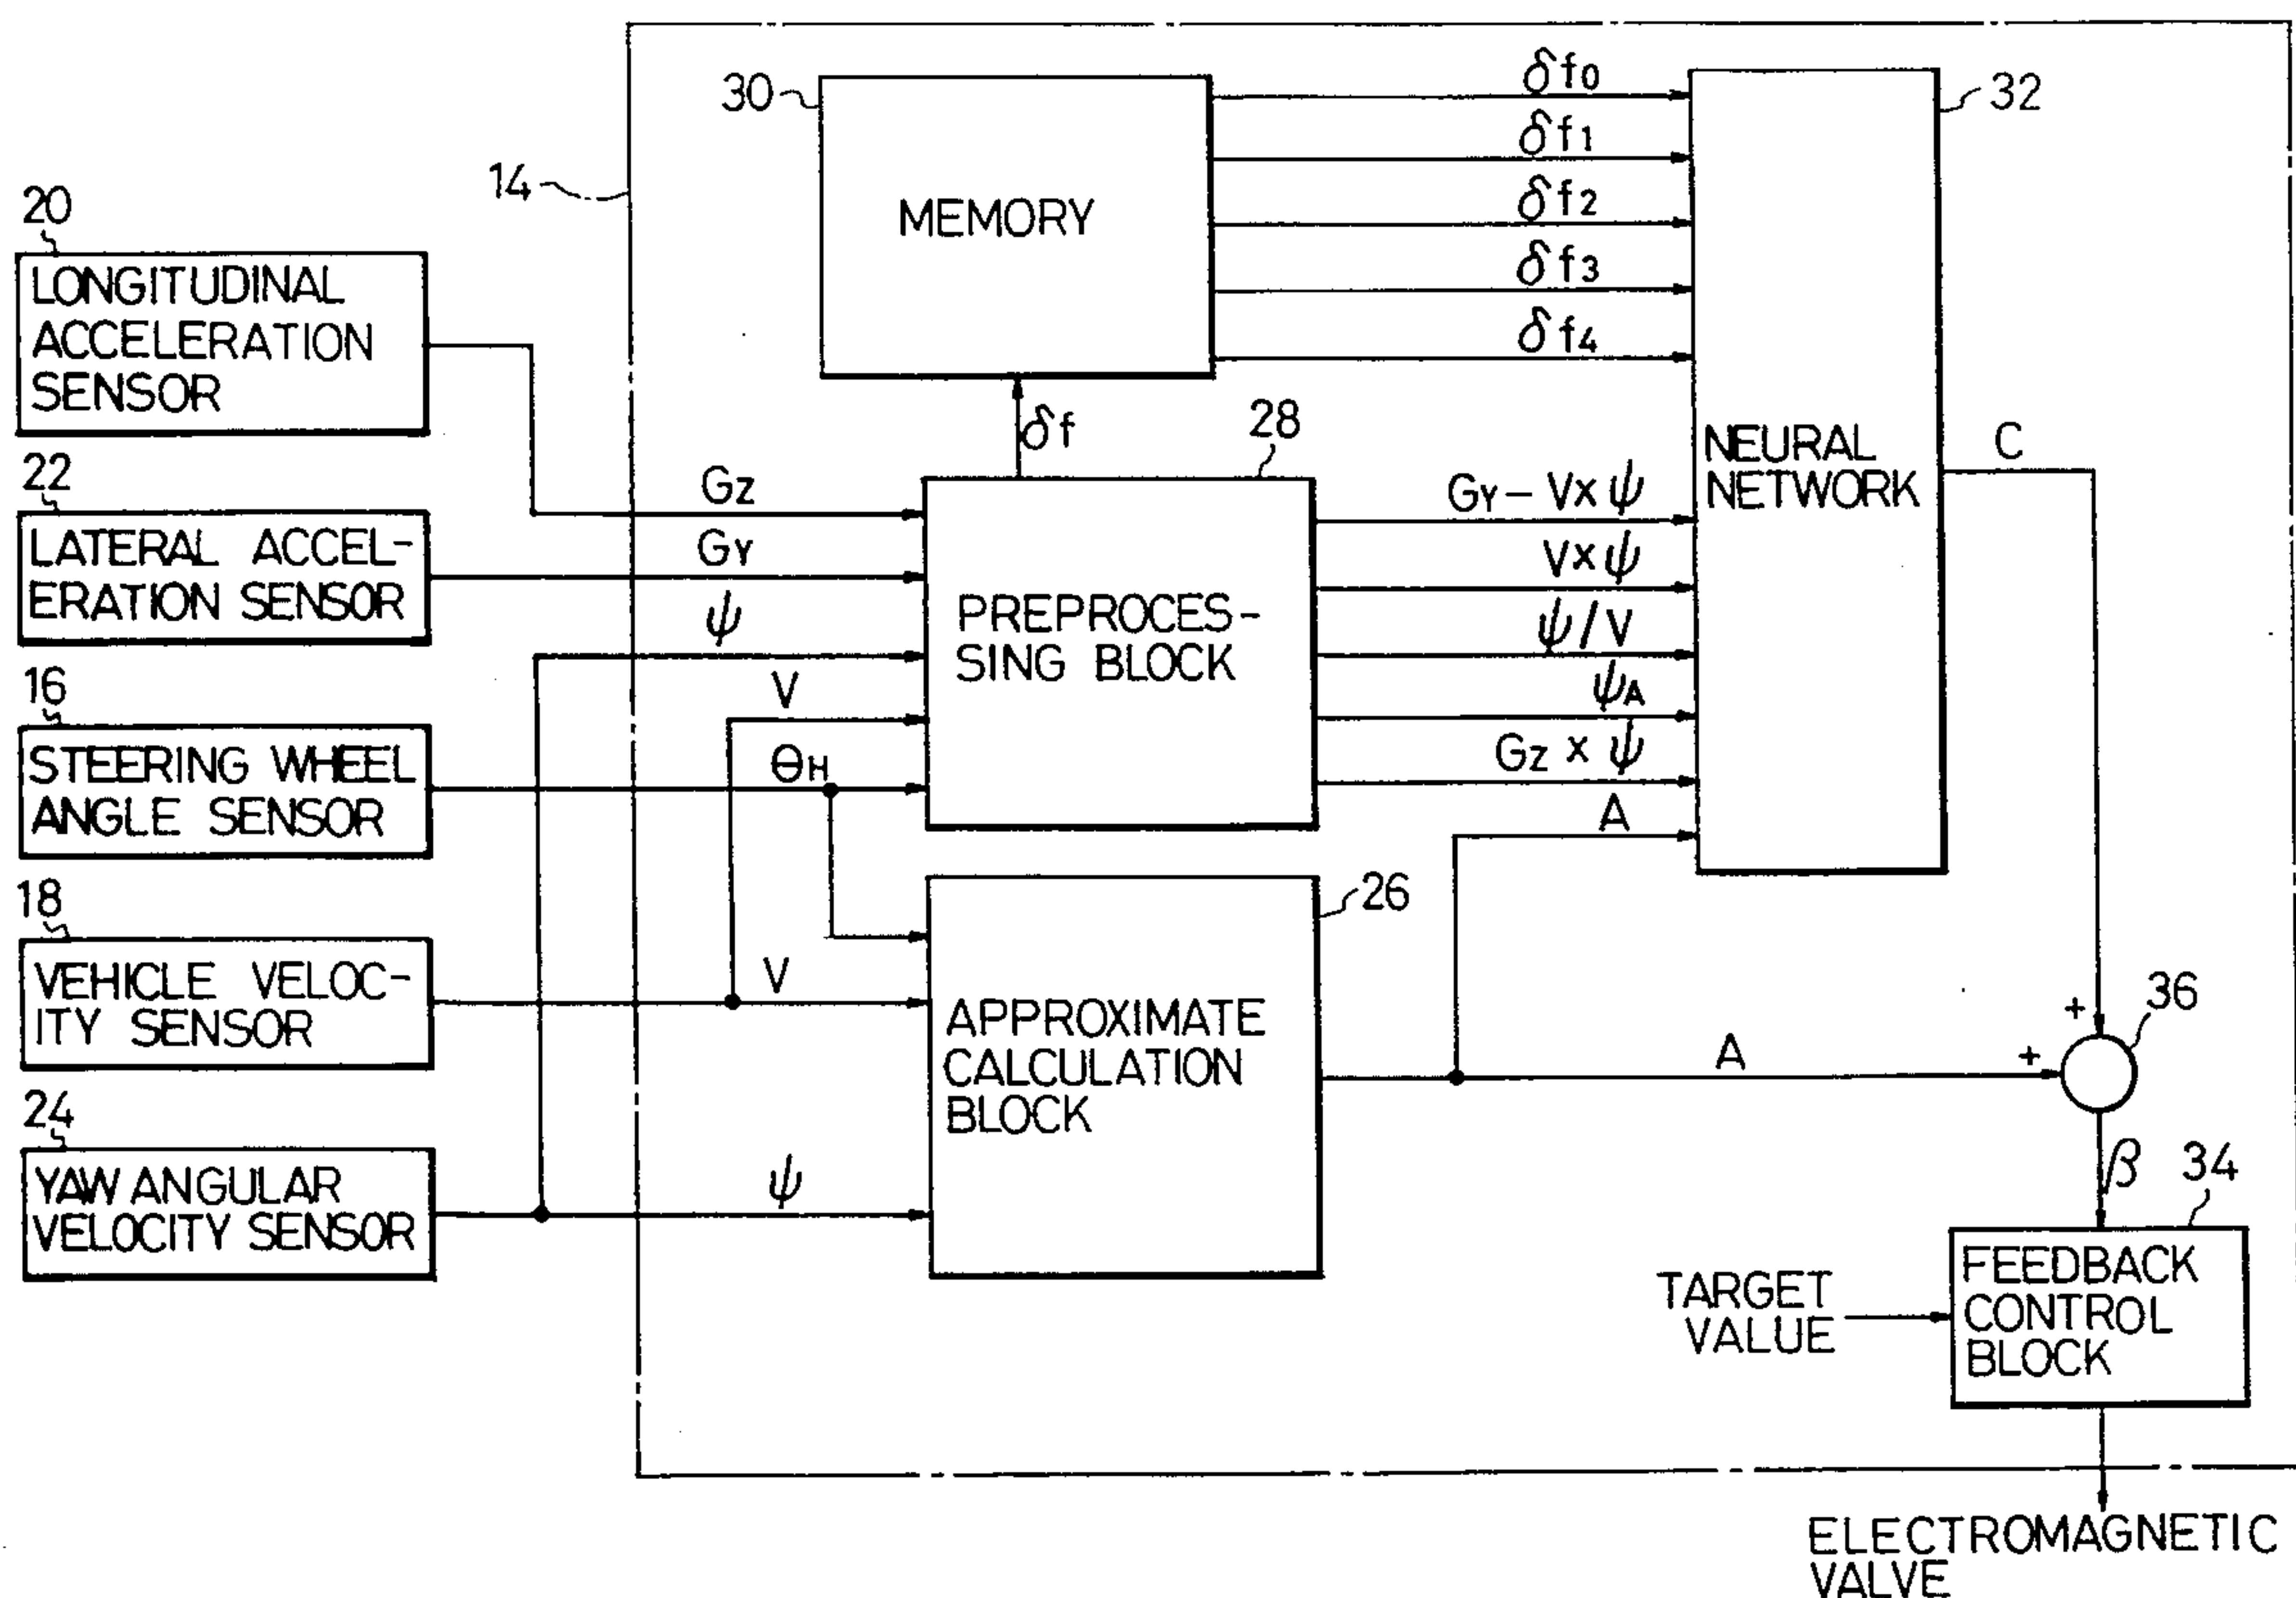 30
MEMORY
δf0
δf1
δf2
δf3
δf4
32
14
20
LONGITUDINAL
ACCELERATION
SENSOR
δf
28
NEURAL
NETWORK
C
22
LATERAL ACCEL-
ERATION SENSOR
GZ
GY
ψ
V
θH
PREPROCES-
SING BLOCK
GY - V x ψ
V x ψ
ψ / V
ψA
GZ x ψ
A
16
STEERING WHEEL
ANGLE SENSOR
26
18
VEHICLE VELOC-
ITY SENSOR
V
APPROXIMATE
CALCULATION
BLOCK
A
+
+
36
24
YAW ANGULAR
VELOCITY SENSOR
ψ
β
34
TARGET
VALUE
FEEDBACK
CONTROL
BLOCK
ELECTROMAGNETIC
VALVE